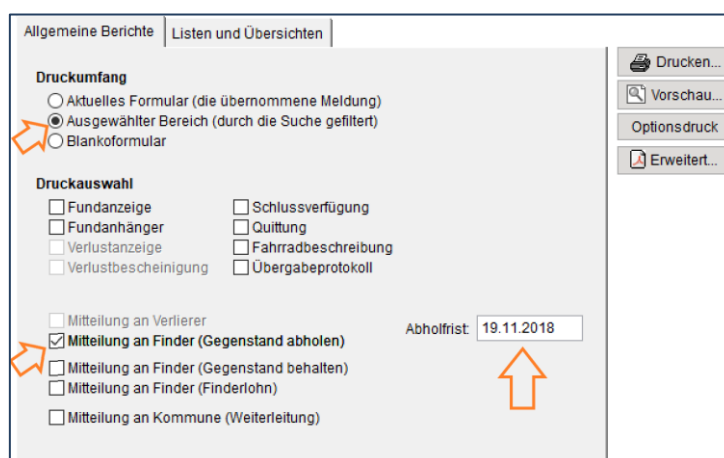 Allgemeine Berichte
Listen und Übersichten
Drucken...
Vorschau...
Optionsdruck
Erweitert...
Druckumfang
Aktuelles Formular (die übernommene Meldung)
Ausgewählter Bereich (durch die Suche gefiltert)
Blankoformular
Druckauswahl
Fundanzeige
Schlussverfügung
Fundanhänger
Quittung
Verlustanzeige
Fahrradbeschreibung
Verlustbescheinigung
Übergabeprotokoll
Mitteilung an Verlierer
Mitteilung an Finder (Gegenstand abholen)
Abholfrist: 19.11.2018
Mitteilung an Finder (Gegenstand behalten)
Mitteilung an Finder (Finderlohn)
Mitteilung an Kommune (Weiterleitung)